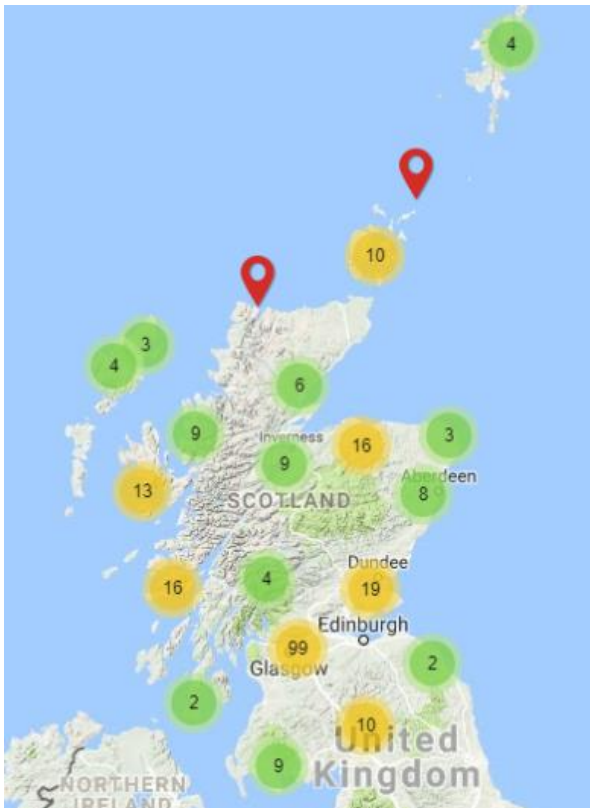 4
10
3
4
6
9
Inverness
16
3
9
Aberdeen
13
SCOTLAND
8
Dundee
16
4
19
Edinburgh
99
Glasgow
2
2
10
United
Kingdom
9
NORTHERN
IRELAND